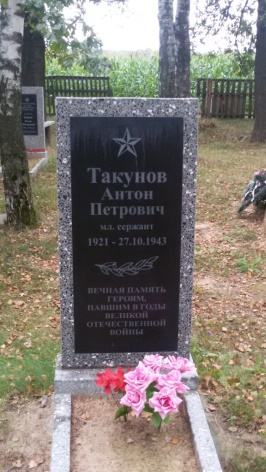 Такунов
Антон
Петрович
мл. сержант
1921 - 27.10.1943
ВЕЧНАЯ ПАМЯТЬ
ГЕРОЯМ,
ПАВШИМ В ГОДЫ
ВЕЛИКОЙ
ОТЕЧЕСТВЕННОЙ
ВОЙНЫ